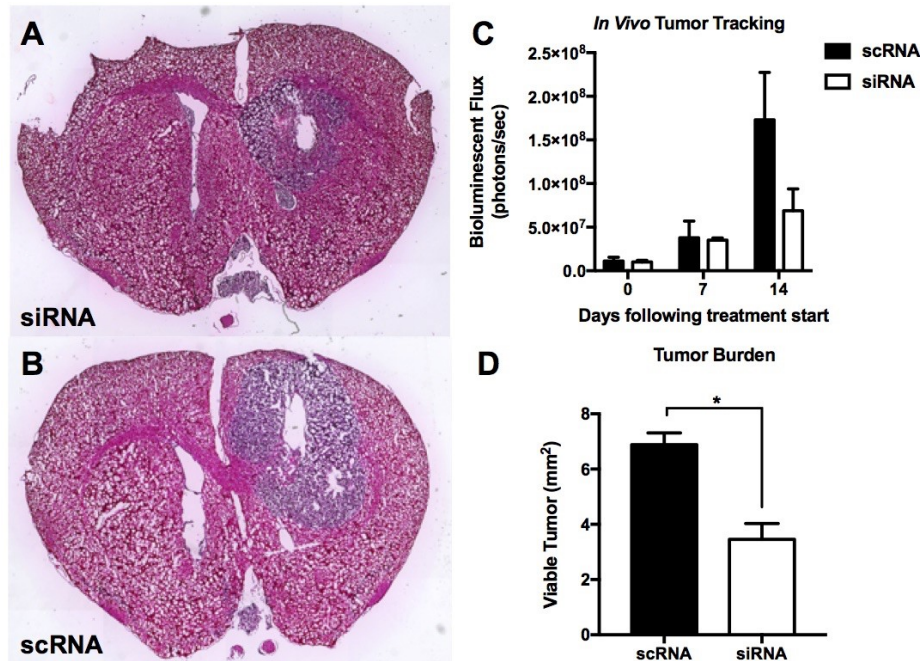 A
siRNA
B
scRNA
C
In Vivo Tumor Tracking
scRNA
siRNA
Bioluminescent Flux
(photons/sec)
2.5×10⁸
2.0×10⁸
1.5×10⁸
1.0×10⁸
5.0×10⁷
0.0
0 7 14
Days following treatment start
D
Tumor Burden
*
Viable Tumor (mm²)
8
6
4
2
0
scRNA siRNA